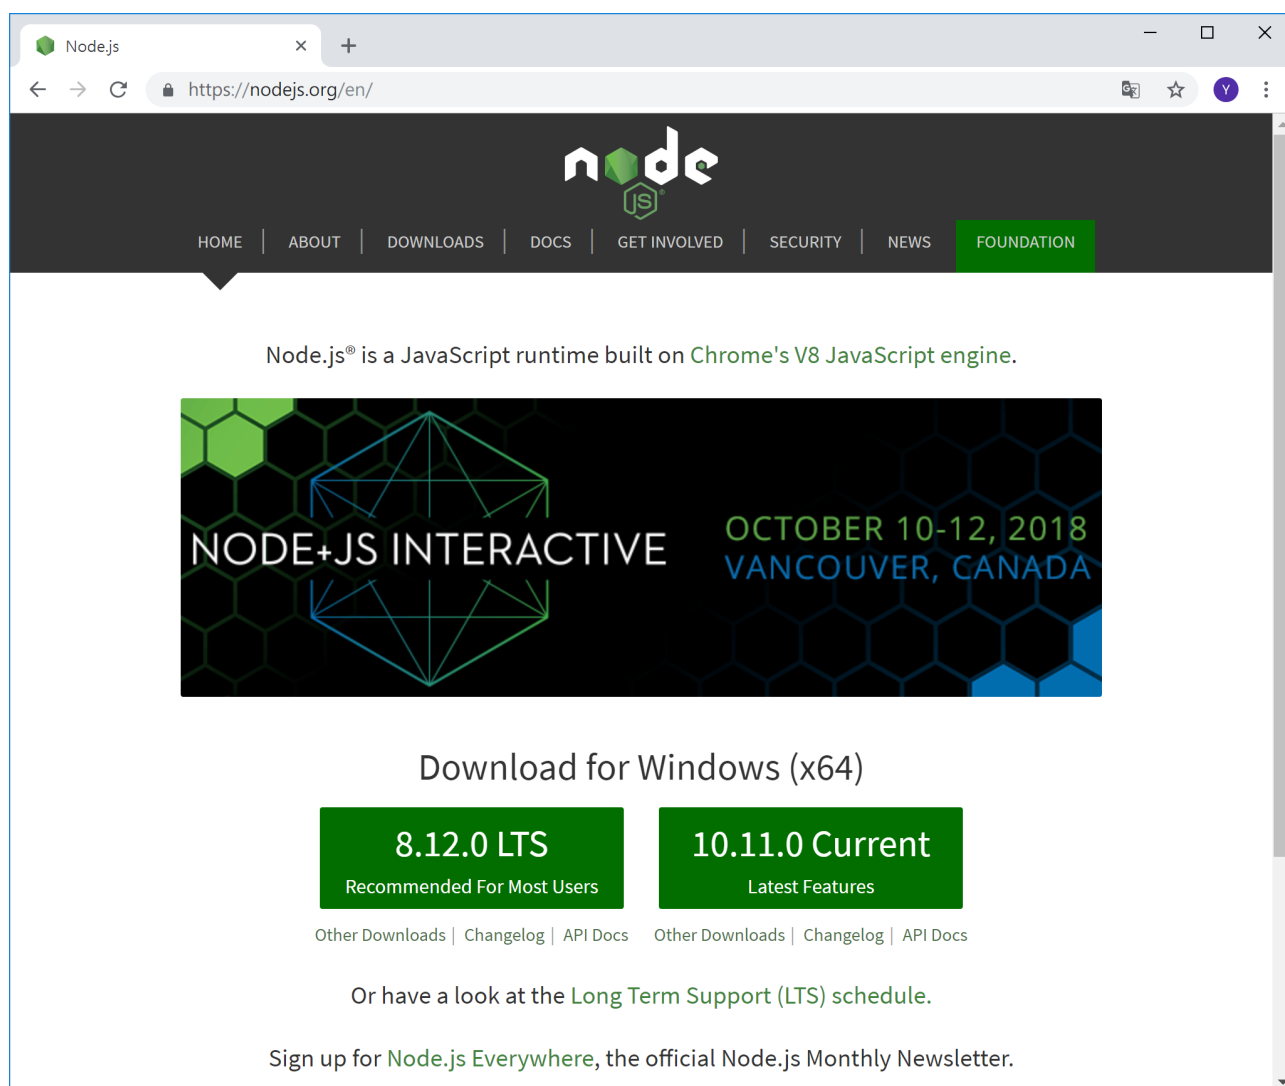 Node.js
https://nodejs.org/en/
Y
node
JS®
HOME | ABOUT | DOWNLOADS | DOCS | GET INVOLVED | SECURITY | NEWS FOUNDATION
Node.js® is a JavaScript runtime built on Chrome's V8 JavaScript engine.
NODE+JS INTERACTIVE
OCTOBER 10-12, 2018
VANCOUVER, CANADA
Download for Windows (x64)
8.12.0 LTS
Recommended For Most Users
10.11.0 Current
Latest Features
Other Downloads | Changelog | API Docs
Other Downloads | Changelog | API Docs
Or have a look at the Long Term Support (LTS) schedule.
Sign up for Node.js Everywhere, the official Node.js Monthly Newsletter.